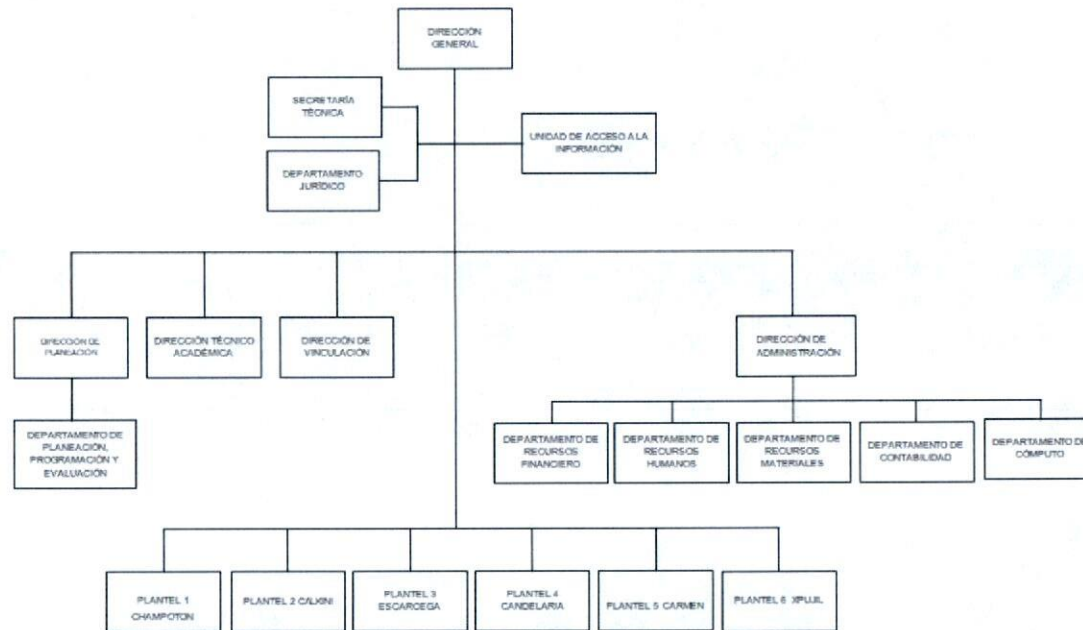 DIRECCIÓN
GENERAL
SECRETARÍA
TÉCNICA
UNIDAD DE ACCESO A LA
INFORMACIÓN
DEPARTAMENTO
JURÍDICO
DIRECCIÓN DE
PLANEACIÓN
DIRECCIÓN TÉCNICO
ACADÉMICA
DIRECCIÓN DE
VINCULACIÓN
DIRECCIÓN DE
ADMINISTRACIÓN
DEPARTAMENTO DE
PLANEACIÓN,
PROGRAMACIÓN Y
EVALUACIÓN
DEPARTAMENTO DE
RECURSOS
FINANCIERO
DEPARTAMENTO DE
RECURSOS
HUMANOS
DEPARTAMENTO DE
RECURSOS
MATERIALES
DEPARTAMENTO DE
CONTABILIDAD
DEPARTAMENTO DE
CÓMPUTO
PLANTEL 1
CHAMPOTON
PLANTEL 2 CALKINI
PLANTEL 3
ESCARCEGA
PLANTEL 4
CANDELARIA
PLANTEL 5 CARMEN
PLANTEL 6 XPUJIL